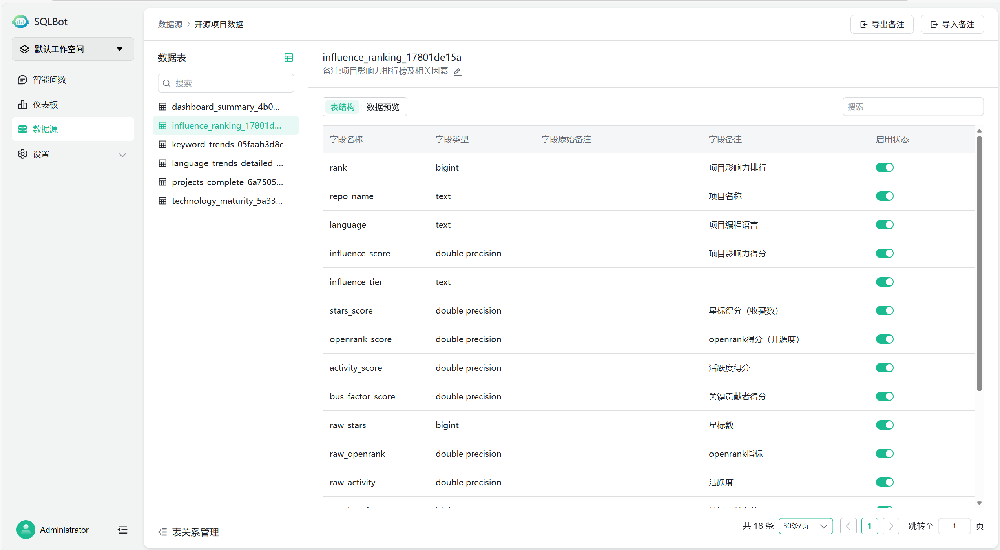 SQLBot
默认工作空间
智能问数
仪表板
数据源
设置
Administrator
数据源 > 开源项目数据
导出备注
导入备注
数据表
搜索
dashboard_summary_4b0...
influence_ranking_17801d...
keyword_trends_05faab3d8c
language_trends_detailed_...
projects_complete_6a7505...
technology_maturity_5a33...
表关系管理
influence_ranking_17801de15a
备注:项目影响力排行榜及相关因素
表结构 数据预览
搜索
字段名称 字段类型 字段原始备注 字段备注 启用状态
rank bigint 项目影响力排行
repo_name text 项目名称
language text 项目编程语言
influence_score double precision 项目影响力得分
influence_tier text
stars_score double precision 星标得分（收藏数）
openrank_score double precision openrank得分（开源度）
activity_score double precision 活跃度得分
bus_factor_score double precision 关键贡献者得分
raw_stars bigint 星标数
raw_openrank double precision openrank指标
raw_activity double precision 活跃度
共 18 条 30条/页 1 跳转至 1 页